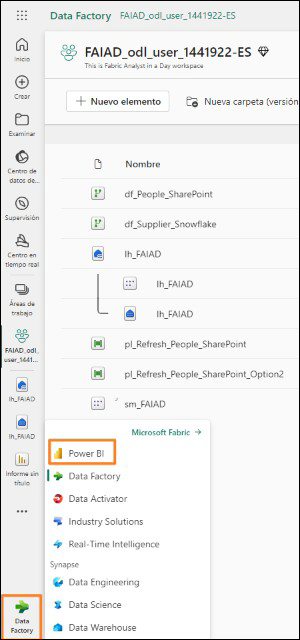 Data Factory
FAIAD_odl_user_1441922-ES
FAIAD_odl_user_1441922-ES
This is Fabric Analyst in a Day workspace
Inicio
Crear
Examinar
Centro de
datos de...
Supervisión
Centro en
tiempo real
Áreas de
trabajo
FAIAD_odl_
user_1441...
lh_FAIAD
lh_FAIAD
Informe sin
título
...
Data
Factory
+ Nuevo elemento
Nueva carpeta (versión
Nombre
df_People_SharePoint
df_Supplier_Snowflake
lh_FAIAD
lh_FAIAD
lh_FAIAD
pl_Refresh_People_SharePoint
pl_Refresh_People_SharePoint_Option2
sm_FAIAD
Microsoft Fabric →
Power BI
Data Factory
Data Activator
Industry Solutions
Real-Time Intelligence
Synapse
Data Engineering
Data Science
Data Warehouse